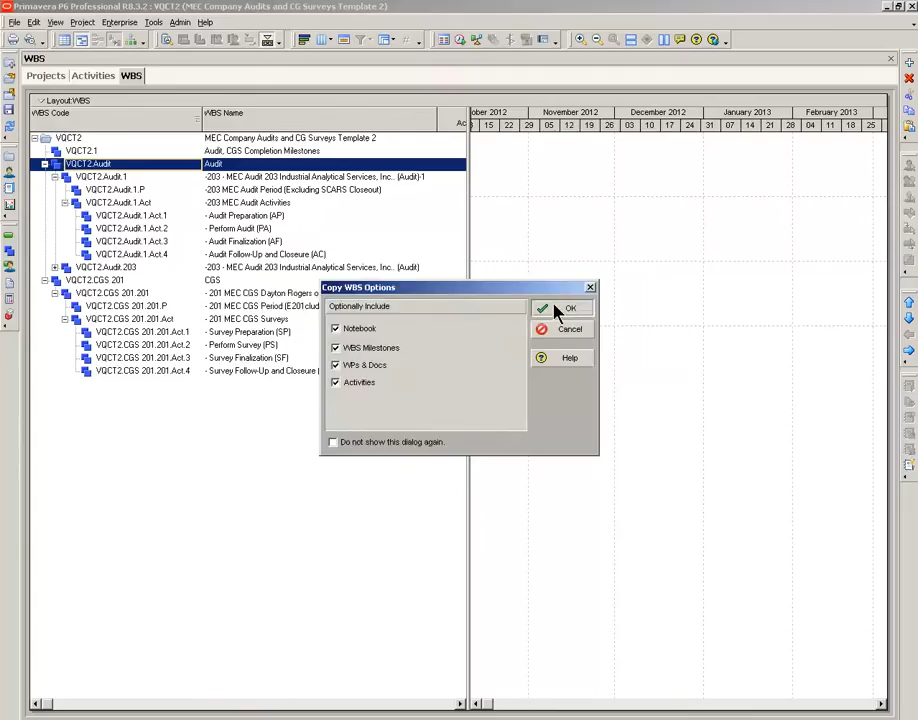 Primavera P6 Professional R8.3.2 : VQCT2 (MEC Company Audits and CG Surveys Template 2)
File Edit View Project Enterprise Tools Admin Help
WBS
Projects Activities WBS
Layout:WBS
WBS Code WBS Name Ac
ober 2012 November 2012 December 2012 January 2013 February 2013
15 22 29 05 12 19 26 03 10 17 24 31 07 14 21 28 04 11 18 25
VQCT2 MEC Company Audits and CG Surveys Template 2
VQCT2.1 Audit, CGS Completion Milestones
VQCT2.Audit Audit
VQCT2.Audit.1 -203 - MEC Audit 203 Industrial Analytical Services, Inc.. (Audit)-1
VQCT2.Audit.1.P -203 MEC Audit Period (Excluding SCARS Closeout)
VQCT2.Audit.1.Act -203 MEC Audit Activities
VQCT2.Audit.1.Act.1 - Audit Preparation (AP)
VQCT2.Audit.1.Act.2 - Perform Audit (PA)
VQCT2.Audit.1.Act.3 - Audit Finalization (AF)
VQCT2.Audit.1.Act.4 - Audit Follow-Up and Closeure (AC)
VQCT2.Audit.203 -203 - MEC Audit 203 Industrial Analytical Services, Inc.. (Audit)
VQCT2.CGS 201 CGS
VQCT2.CGS 201.201 - 201 MEC CGS Dayton Rogers o
VQCT2.CGS 201.201.P - 201 MEC CGS Period (E201clud
VQCT2.CGS 201.201.Act - 201 MEC CGS Surveys
VQCT2.CGS 201.201.Act.1 - Survey Preparation (SP)
VQCT2.CGS 201.201.Act.2 - Perform Survey (PS)
VQCT2.CGS 201.201.Act.3 - Survey Finalization (SF)
VQCT2.CGS 201.201.Act.4 - Survey Follow-Up and Closeure (
Copy WBS Options
Optionally Include
Notebook
WBS Milestones
WPs & Docs
Activities
OK
Cancel
Help
Do not show this dialog again.